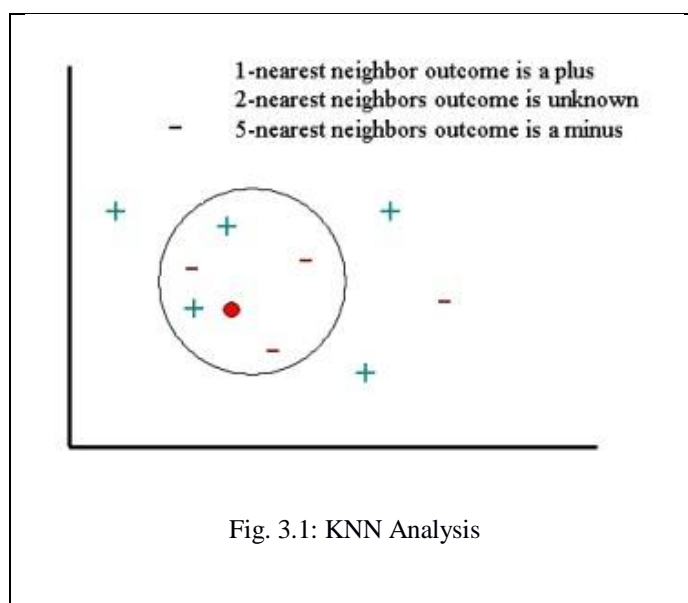 1-nearest neighbor outcome is a plus
2-nearest neighbors outcome is unknown
5-nearest neighbors outcome is a minus
Fig. 3.1: KNN Analysis